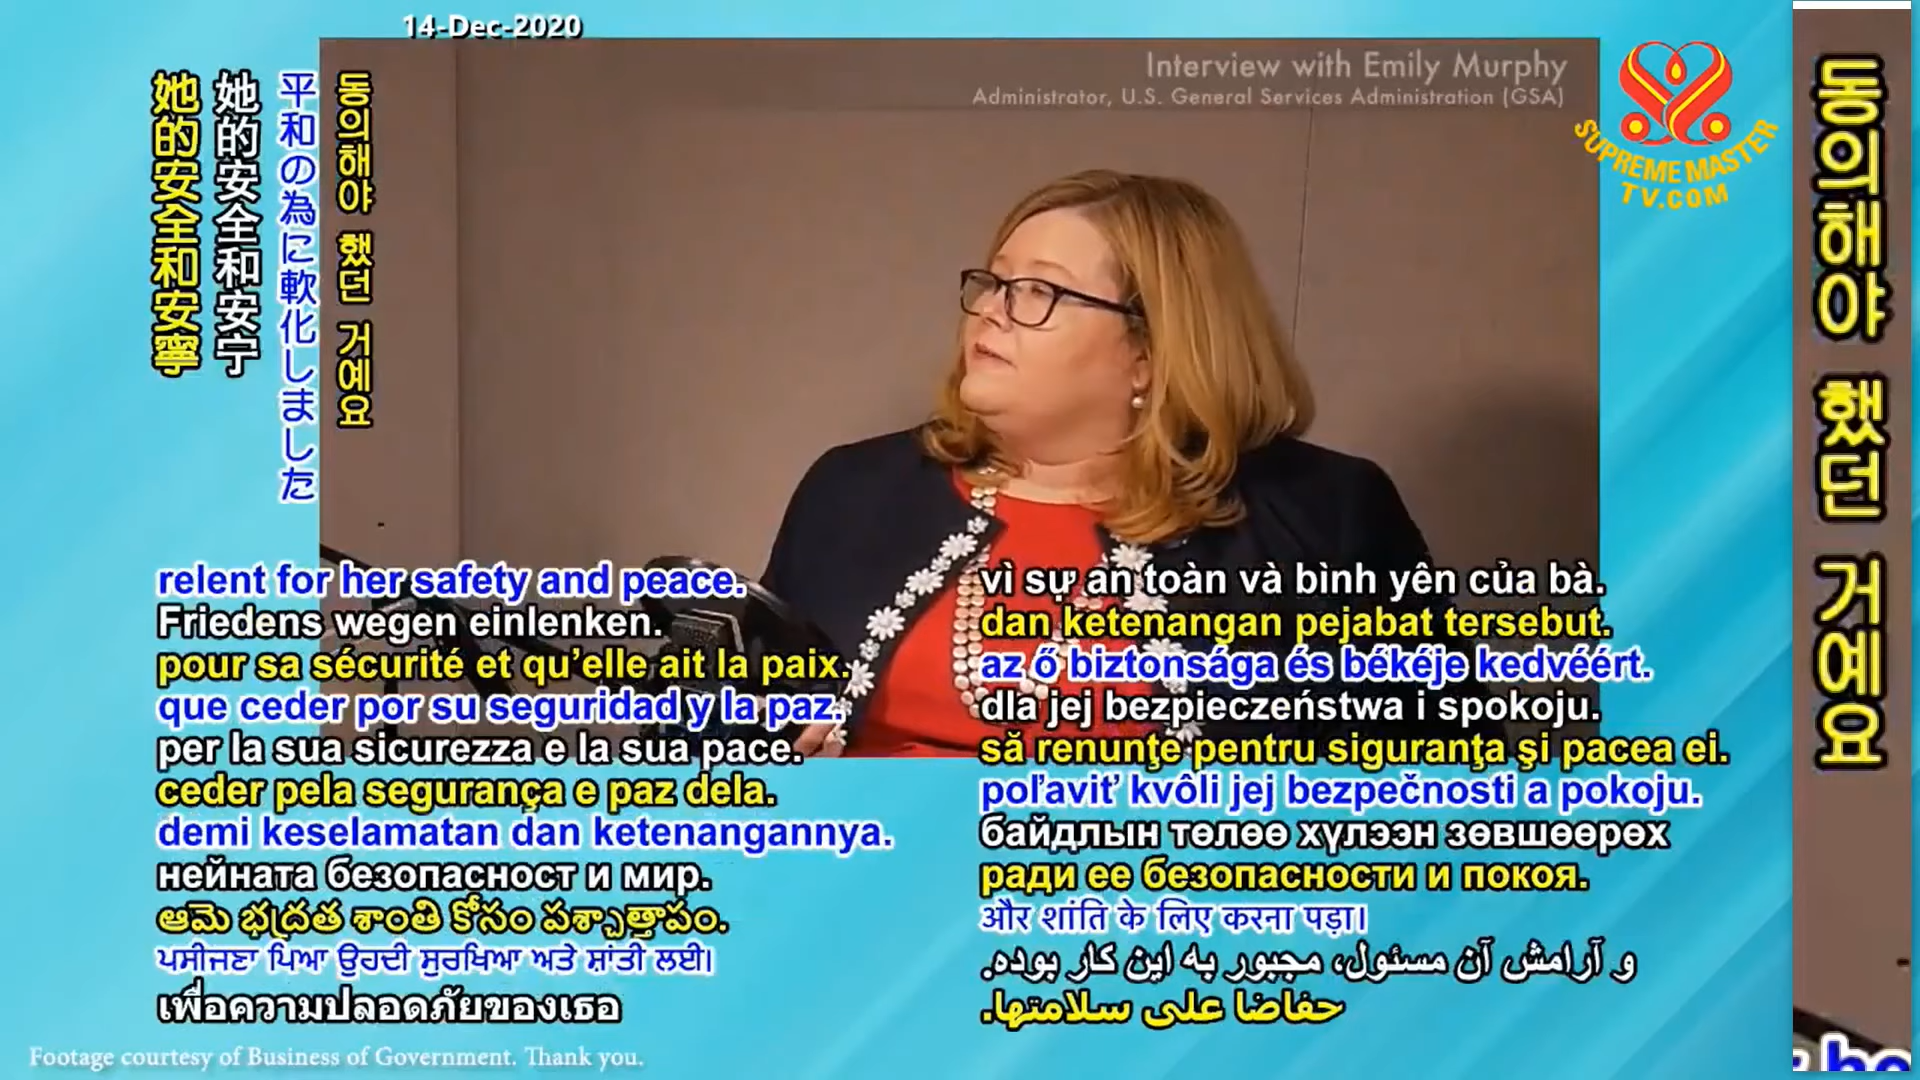 14-Dec-2020
Interview with Emily Murphy
Administrator, U.S. General Services Administration (GSA)
SUPREME MASTER
TV.COM
동의해야 했던 거예요
平和の為に軟化しました
她的安全和安宁
她的安全和安寧
relent for her safety and peace.
Friedens wegen einlenken.
pour sa sécurité et qu’elle ait la paix.
que ceder por su seguridad y la paz.
per la sua sicurezza e la sua pace.
ceder pela segurança e paz dela.
demi keselamatan dan ketenangannya.
нейната безопасност и мир.
ఆమె భద్రత శాంతి కోసం పశ్చాత్తాపం.
ਪਸੀਜਣਾ ਪਿਆ ਉਹਦੀ ਸੁਰਖਿਆ ਅਤੇ ਸ਼ਾਂਤੀ ਲਈ।
เพื่อความปลอดภัยของเธอ
vì sự an toàn và bình yên của bà.
dan ketenangan pejabat tersebut.
az ő biztonsága és békéje kedvéért.
dla jej bezpieczeństwa i spokoju.
să renunţe pentru siguranţa şi pacea ei.
poľaviť kvôli jej bezpečnosti a pokoju.
байдлын төлөө хүлээн зөвшөөрөх
ради ее безопасности и покоя.
और शांति के लिए करना पड़ा।
و آرامش آن مسئول، مجبور به این کار بوده.
حفاضا على سلامتها.
Footage courtesy of Business of Government. Thank you.
동의해야 했던 거예요